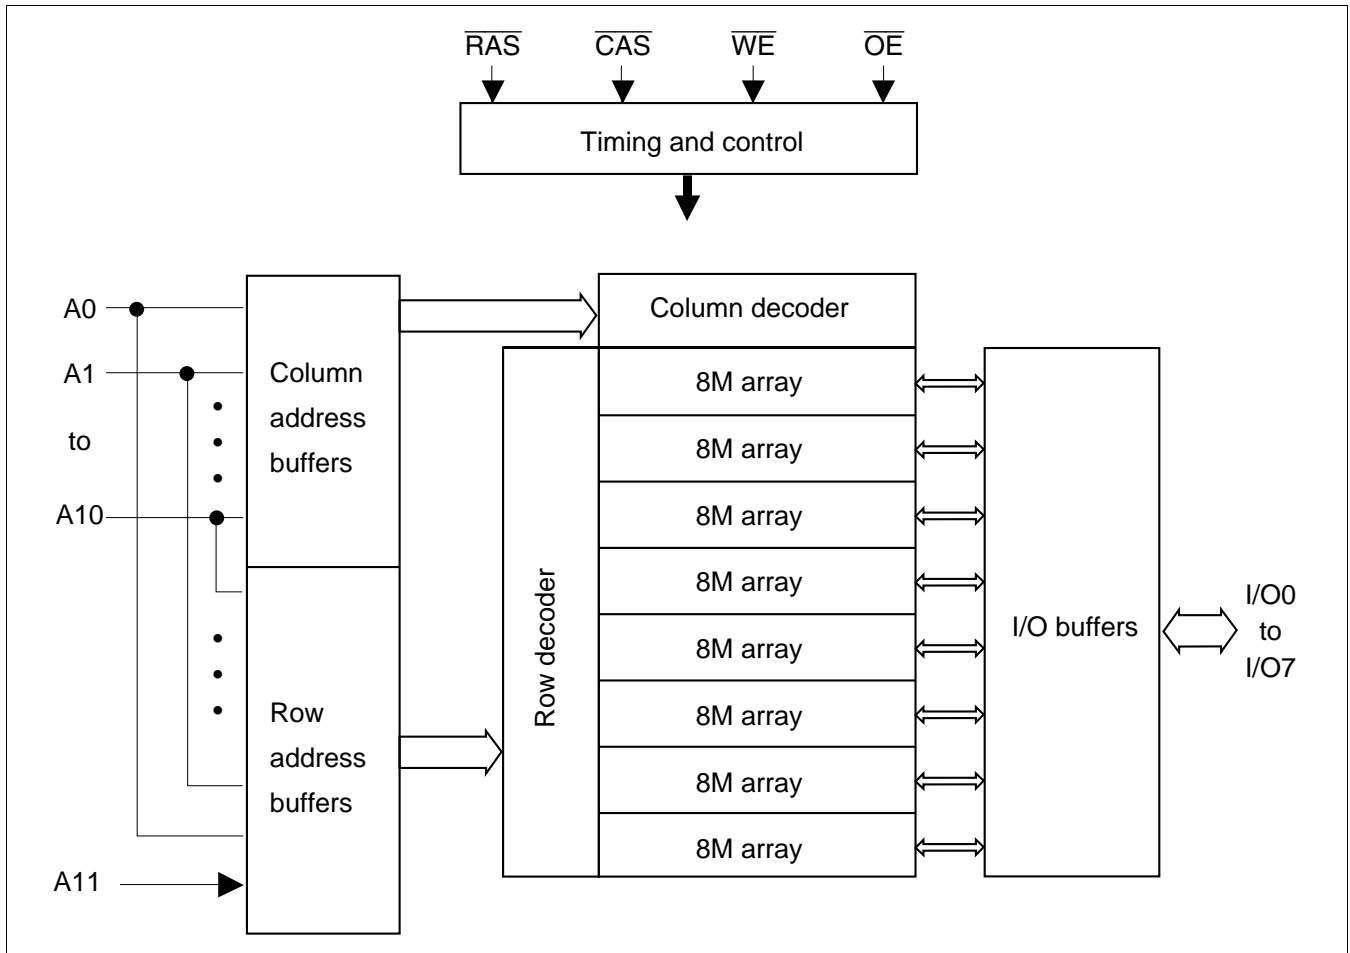 RAS CAS WE OE
Timing and control
A0
A1
to
A10
A11
Column
address
buffers
Row
address
buffers
Column decoder
Row decoder
8M array
8M array
8M array
8M array
8M array
8M array
8M array
8M array
I/O buffers
I/O0
to
I/O7